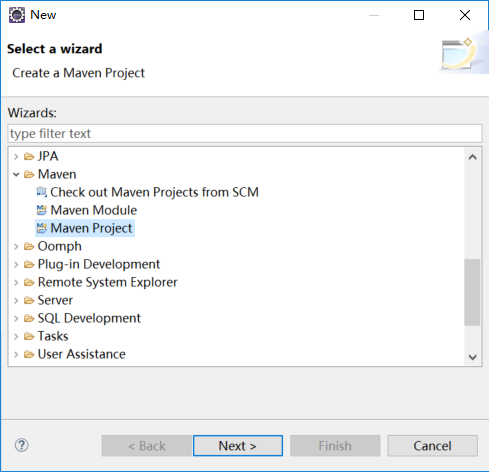 New
Select a wizard
Create a Maven Project
Wizards:
type filter text
JPA
Maven
Check out Maven Projects from SCM
Maven Module
Maven Project
Oomph
Plug-in Development
Remote System Explorer
Server
SQL Development
Tasks
User Assistance
? < Back Next > Finish Cancel